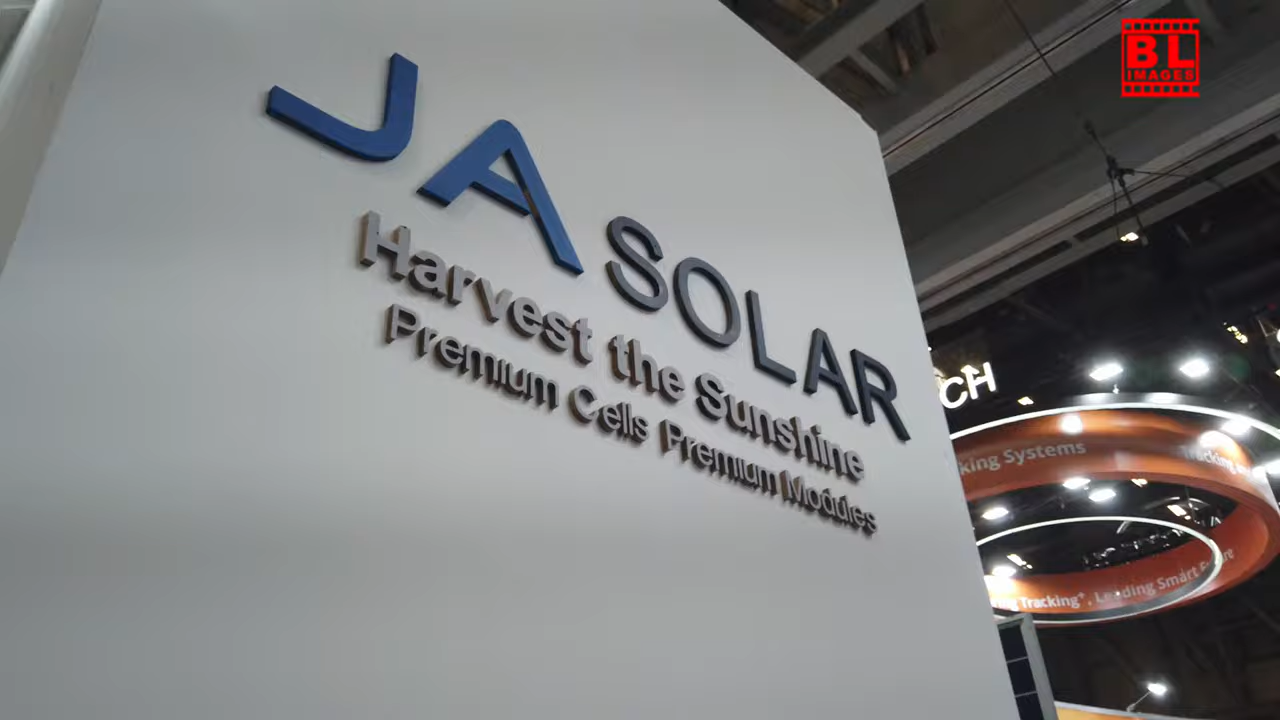 BL
IMAGES
JA SOLAR
Harvest the Sunshine
Premium Cells Premium Modules
CH
king Systems
Tracking
Tracking+, Leading Smart